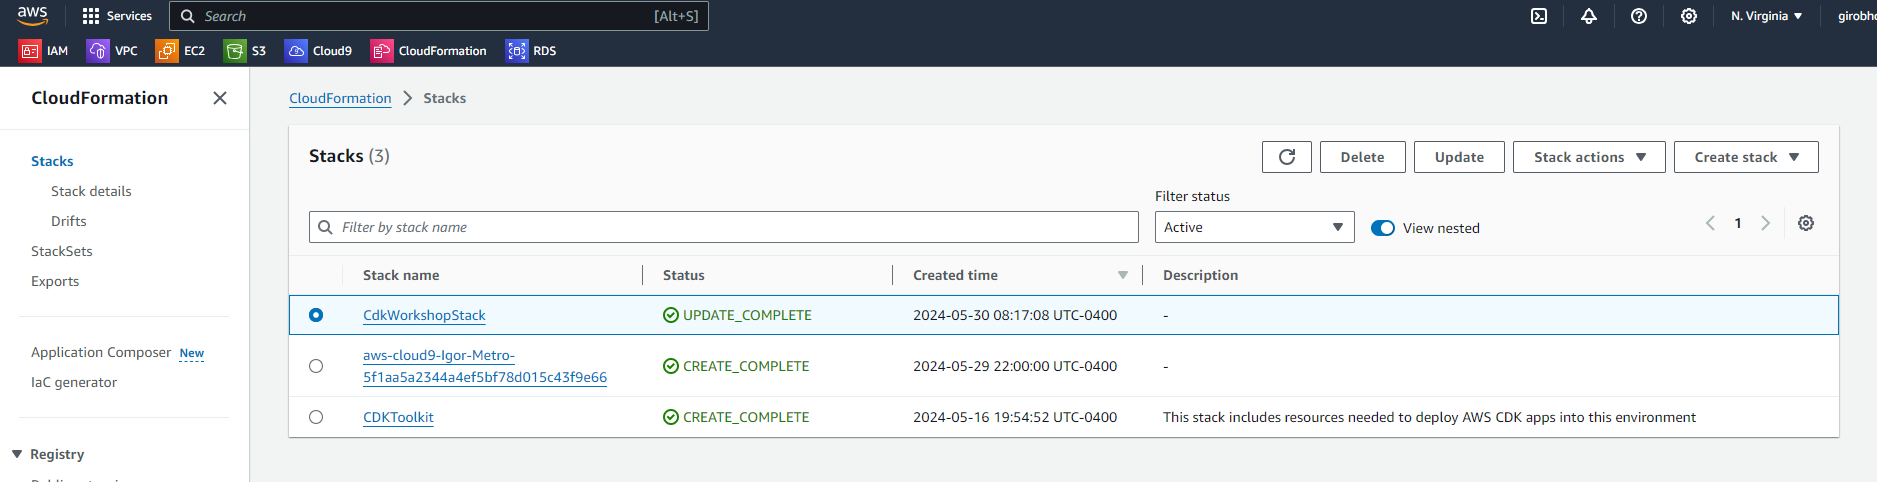 aws
Services
Search
[Alt+S]
N. Virginia
IAM
VPC
EC2
S3
Cloud9
CloudFormation
RDS
CloudFormation
Stacks
Stack details
Drifts
StackSets
Exports
Application Composer New
IaC generator
Registry
CloudFormation
Stacks
Stacks (3)
Delete
Update
Stack actions
Create stack
Filter status
Filter by stack name
Active
View nested
1
Stack name
Status
Created time
Description
CdkWorkshopStack
UPDATE_COMPLETE
2024-05-30 08:17:08 UTC-0400
-
aws-cloud9-Igor-Metro-
5f1aa5a2344a4ef5bf78d015c43f9e66
CREATE_COMPLETE
2024-05-29 22:00:00 UTC-0400
-
CDKToolkit
CREATE_COMPLETE
2024-05-16 19:54:52 UTC-0400
This stack includes resources needed to deploy AWS CDK apps into this environment